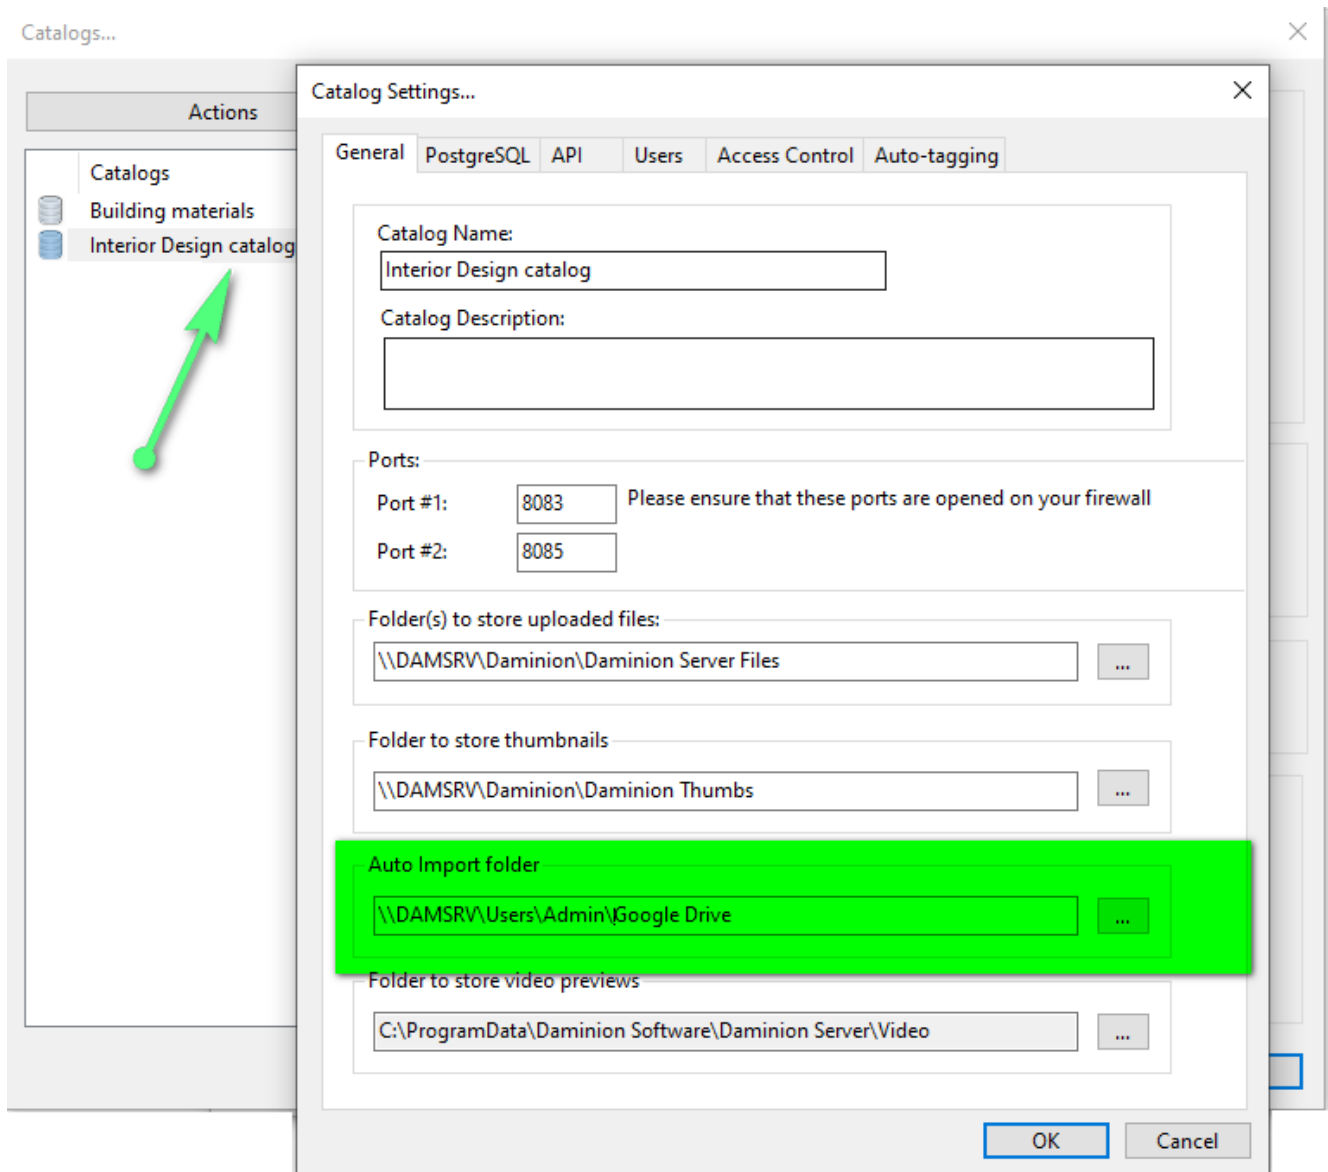 Catalogs...
Actions
Catalogs
Building materials
Interior Design catalog
Catalog Settings...
General PostgreSQL API Users Access Control Auto-tagging
Catalog Name:
Interior Design catalog
Catalog Description:
Ports:
Port #1: 8083 Please ensure that these ports are opened on your firewall
Port #2: 8085
Folder(s) to store uploaded files:
\\DAMSRV\Daminion\Daminion Server Files ...
Folder to store thumbnails
\\DAMSRV\Daminion\Daminion Thumbs ...
Auto Import folder
\\DAMSRV\Users\Admin\Google Drive ...
Folder to store video previews
C:\ProgramData\Daminion Software\Daminion Server\Video ...
OK Cancel